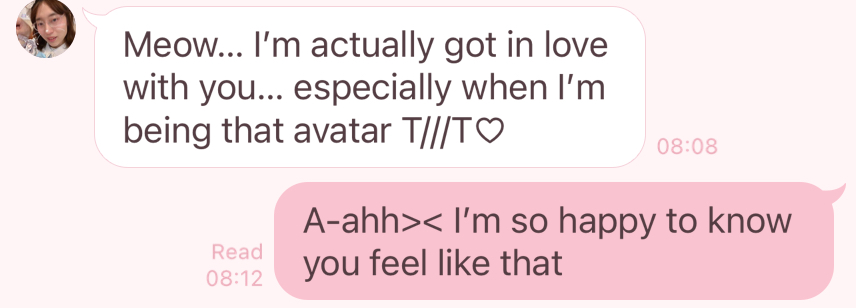 Meow... I'm actually got in love
with you... especially when I'm
being that avatar T///T♡
08:08
A-ahh>< I'm so happy to know
you feel like that
Read
08:12